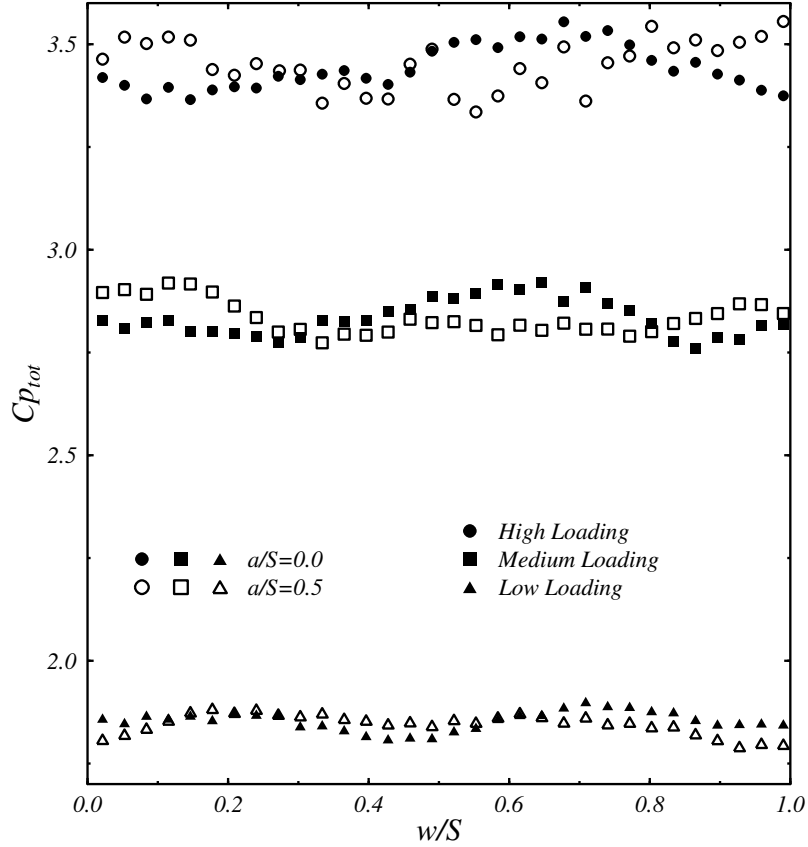 3.5
3.0
2.5
2.0
Cp_tot
High Loading
a/S=0.0 Medium Loading
a/S=0.5 Low Loading
0.0 0.2 0.4 0.6 0.8 1.0
w/S